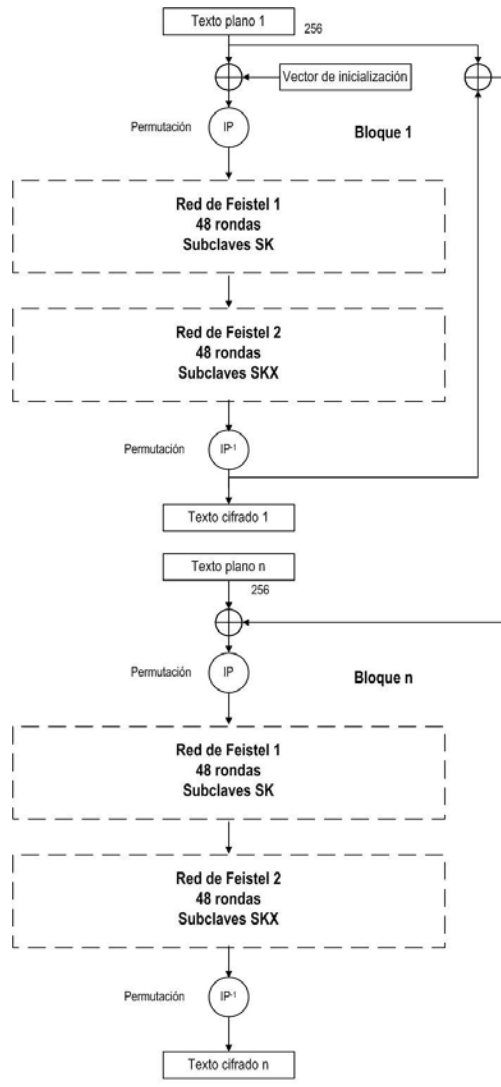 Texto plano 1
256
Vector de inicialización
Permutación
IP
Bloque 1
Red de Feistel 1
48 rondas
Subclaves SK
Red de Feistel 2
48 rondas
Subclaves SKX
Permutación
IP-1
Texto cifrado 1
Texto plano n
256
Permutación
IP
Bloque n
Red de Feistel 1
48 rondas
Subclaves SK
Red de Feistel 2
48 rondas
Subclaves SKX
Permutación
IP-1
Texto cifrado n